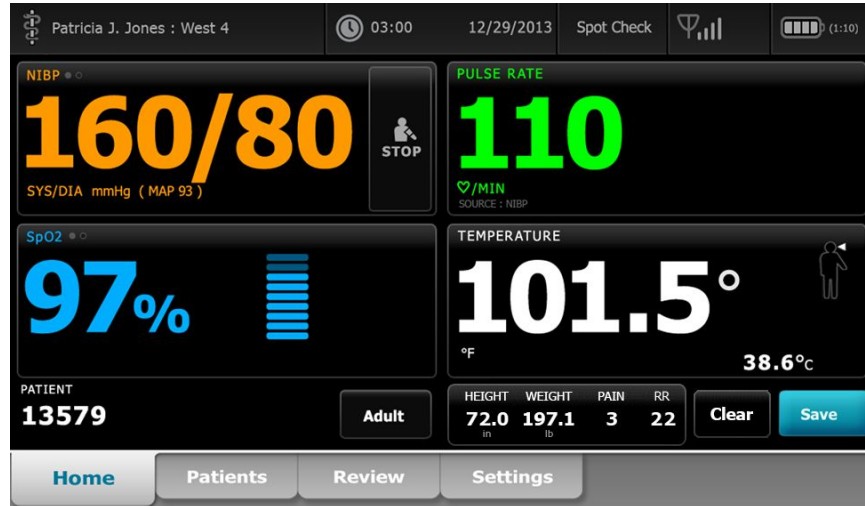 Patricia J. Jones : West 4 03:00 12/29/2013 Spot Check (1:10)
NIBP
160/80
STOP
SYS/DIA mmHg ( MAP 93 )
PULSE RATE
110
/MIN
SOURCE : NIBP
SpO2
97%
TEMPERATURE
101.5°
°F
38.6°C
PATIENT
13579
Adult
HEIGHT WEIGHT PAIN RR
72.0 197.1 3 22
in lb
Clear
Save
Home Patients Review Settings